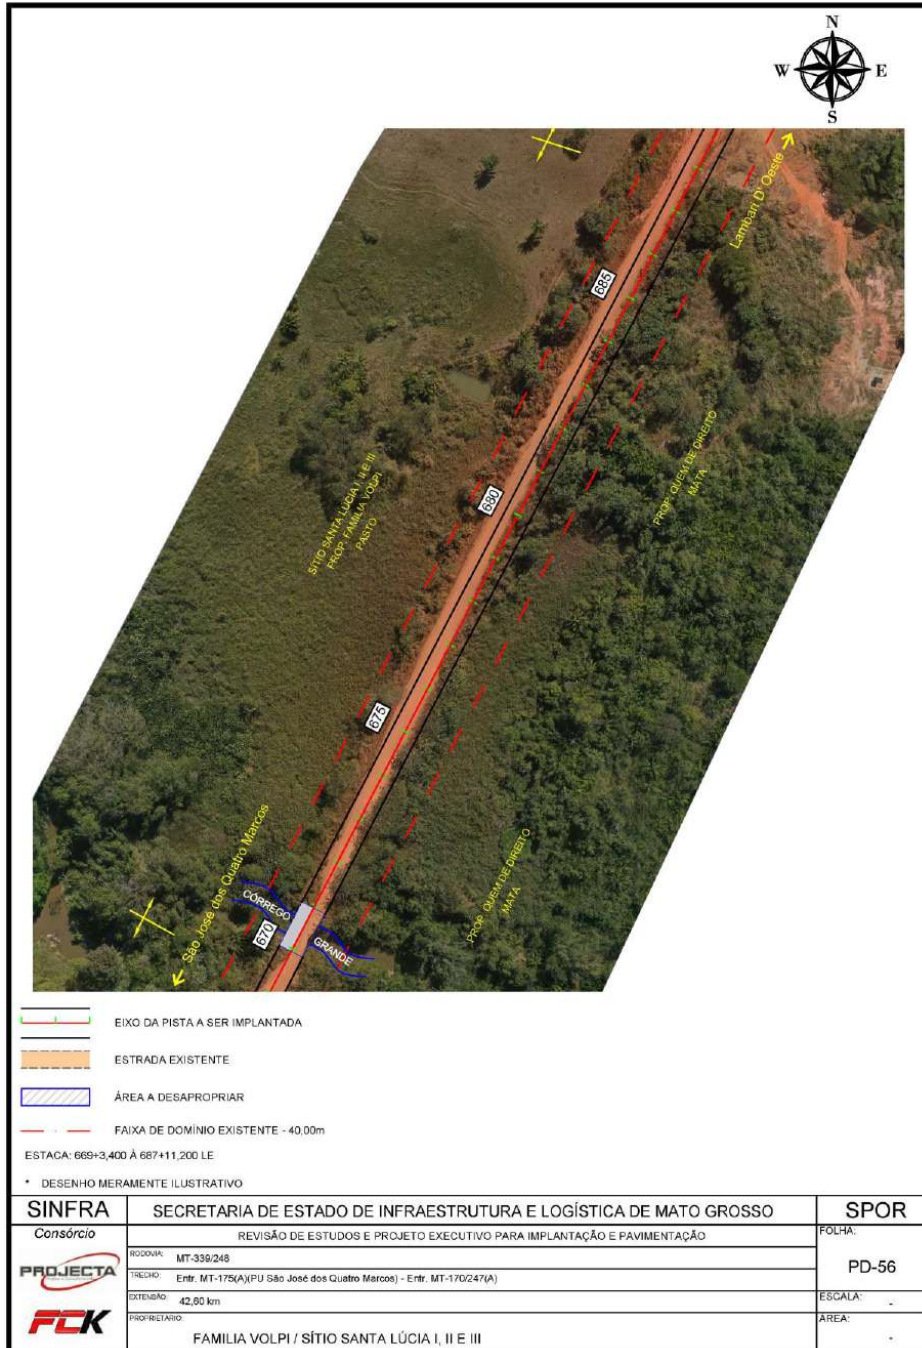 N
W E
S
Lambari D' Oeste
685
PROP. QUEM DE DIREITO
MATA
680
SÍTIO SANTA LÚCIA I, II E III
PROP. FAMÍLIA VOLPI
PASTO
675
São José dos Quatro Marcos
PROP. QUEM DE DIREITO
MATA
CÓRREGO
GRANDE
670
EIXO DA PISTA A SER IMPLANTADA
ESTRADA EXISTENTE
ÁREA A DESAPROPRIAR
FAIXA DE DOMÍNIO EXISTENTE - 40,00m
ESTACA: 669+3,400 À 687+11,200 LE
* DESENHO MERAMENTE ILUSTRATIVO
SINFRA
SECRETARIA DE ESTADO DE INFRAESTRUTURA E LOGÍSTICA DE MATO GROSSO
SPOR
Consórcio
PROJECTA
FCK
REVISÃO DE ESTUDOS E PROJETO EXECUTIVO PARA IMPLANTAÇÃO E PAVIMENTAÇÃO
RODOVIA: MT-339/248
TRECHO: Entr. MT-175(A)(PU São José dos Quatro Marcos) - Entr. MT-170/247(A)
EXTENSÃO: 42,60 km
PROPRIETÁRIO:
FAMILIA VOLPI / SÍTIO SANTA LÚCIA I, II E III
FOLHA:
PD-56
ESCALA:
-
ÁREA:
-